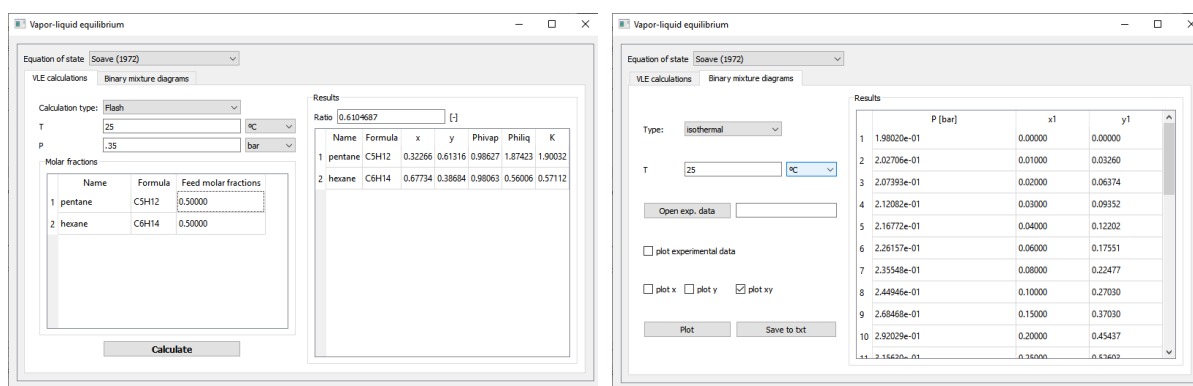 Vapor-liquid equilibrium
Equation of state Soave (1972)
VLE calculations Binary mixture diagrams
Calculation type: Flash
T 25 ºC
P .35 bar
Molar fractions
Name Formula Feed molar fractions
1 pentane C5H12 0.50000
2 hexane C6H14 0.50000
Calculate
Results
Ratio 0.6104687 [-]
Name Formula x y Phivap Philiq K
1 pentane C5H12 0.32266 0.61316 0.98627 1.87423 1.90032
2 hexane C6H14 0.67734 0.38684 0.98063 0.56006 0.57112
Vapor-liquid equilibrium
Equation of state Soave (1972)
VLE calculations Binary mixture diagrams
Type: isothermal
T 25 ºC
Open exp. data
plot experimental data
plot x plot y plot xy
Plot Save to txt
Results
P [bar] x1 y1
1 1.98020e-01 0.00000 0.00000
2 2.02706e-01 0.01000 0.03260
3 2.07393e-01 0.02000 0.06374
4 2.12082e-01 0.03000 0.09352
5 2.16772e-01 0.04000 0.12202
6 2.26157e-01 0.06000 0.17551
7 2.35548e-01 0.08000 0.22477
8 2.44946e-01 0.10000 0.27030
9 2.68468e-01 0.15000 0.37030
10 2.92029e-01 0.20000 0.45437
11 3.15630e-01 0.25000 0.52603